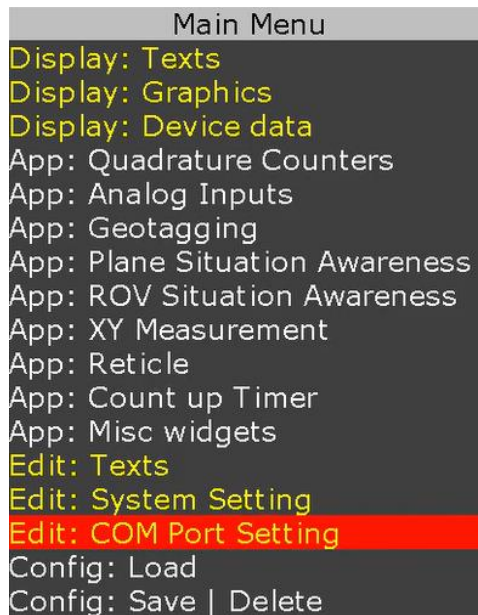 Main Menu
Display: Texts
Display: Graphics
Display: Device data
App: Quadrature Counters
App: Analog Inputs
App: Geotagging
App: Plane Situation Awareness
App: ROV Situation Awareness
App: XY Measurement
App: Reticle
App: Count up Timer
App: Misc widgets
Edit: Texts
Edit: System Setting
Edit: COM Port Setting
Config: Load
Config: Save | Delete